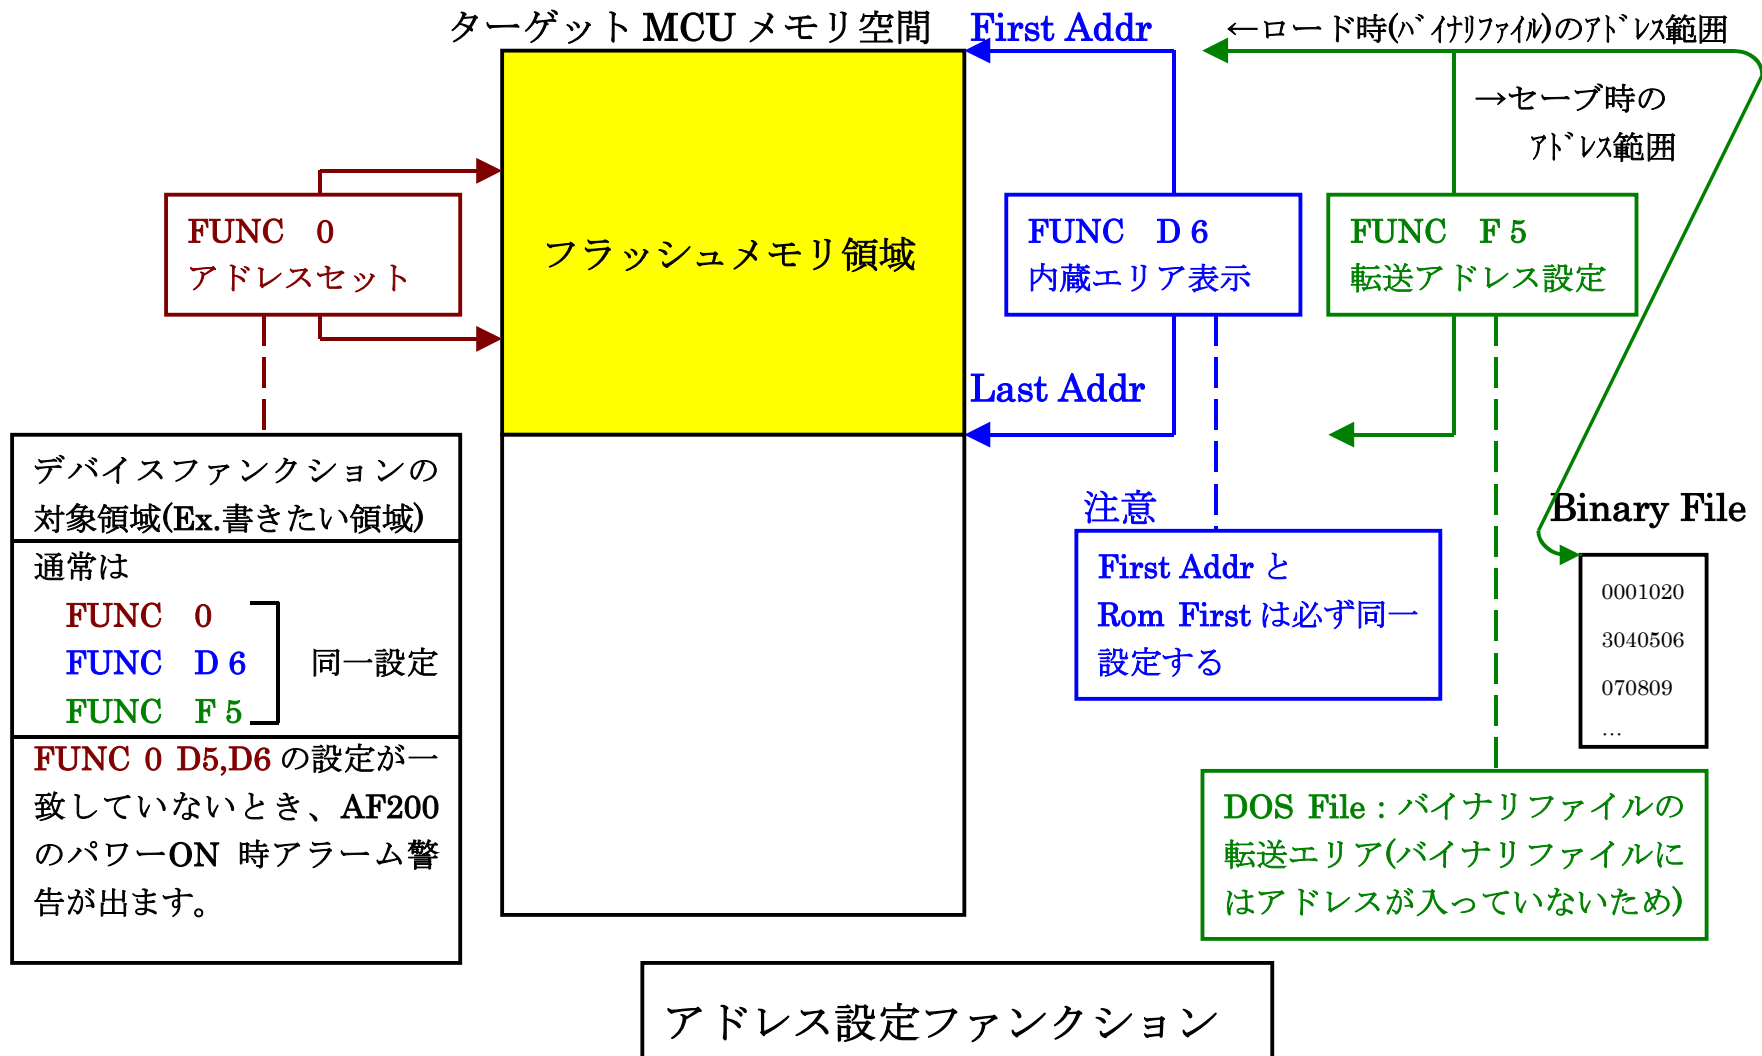 ターゲット MCU メモリ空間
First Addr
←ロード時(ﾊﾞｲﾅﾘﾌｧｲﾙ)のｱﾄﾞﾚｽ範囲
→セーブ時の
ｱﾄﾞﾚｽ範囲
FUNC 0
アドレスセット
フラッシュメモリ領域
FUNC D 6
内蔵エリア表示
FUNC F 5
転送アドレス設定
Last Addr
デバイスファンクションの
対象領域(Ex.書きたい領域)
通常は
FUNC 0
FUNC D 6
FUNC F 5
同一設定
FUNC 0 D5,D6 の設定が一
致していないとき、AF200
のパワーON 時アラーム警
告が出ます。
注意
First Addr と
Rom First は必ず同一
設定する
Binary File
0001020
3040506
070809
…
DOS File : バイナリファイルの
転送エリア(バイナリファイルに
はアドレスが入っていないため)
アドレス設定ファンクション